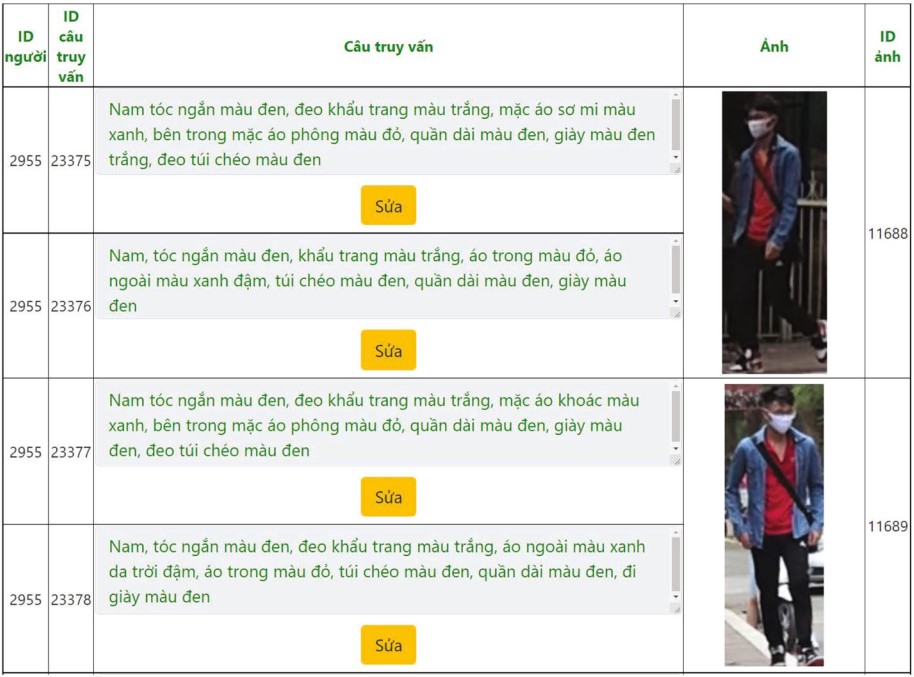 ID người
ID câu truy vấn
Câu truy vấn
Ảnh
ID ảnh
2955
23375
Nam tóc ngắn màu đen, đeo khẩu trang màu trắng, mặc áo sơ mi màu
xanh, bên trong mặc áo phông màu đỏ, quần dài màu đen, giày màu đen
trắng, đeo túi chéo màu đen
Sửa
11688
2955
23376
Nam, tóc ngắn màu đen, khẩu trang màu trắng, áo trong màu đỏ, áo
ngoài màu xanh đậm, túi chéo màu đen, quần dài màu đen, giày màu
đen
Sửa
2955
23377
Nam tóc ngắn màu đen, đeo khẩu trang màu trắng, mặc áo khoác màu
xanh, bên trong mặc áo phông màu đỏ, quần dài màu đen, giày màu
đen, đeo túi chéo màu đen
Sửa
11689
2955
23378
Nam, tóc ngắn màu đen, đeo khẩu trang màu trắng, áo ngoài màu xanh
da trời đậm, áo trong màu đỏ, túi chéo màu đen, quần dài màu đen, đi
giày màu đen
Sửa